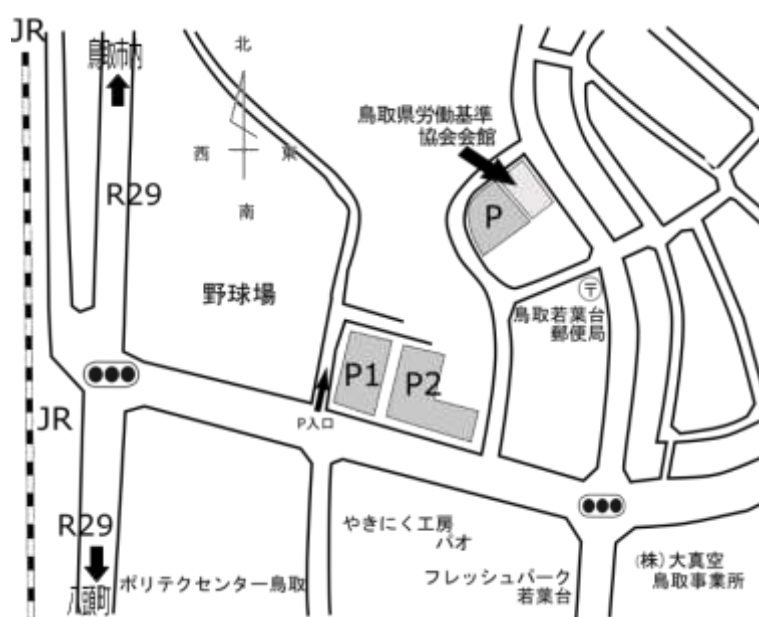 JR
鳥取市内
北
西
東
南
R29
鳥取県労働基準
協会会館
P
野球場
〒
鳥取若葉台
郵便局
P1
P2
P入口
JR
R29
八頭町
ポリテクセンター鳥取
やきにく工房
パオ
フレッシュパーク
若葉台
(株)大真空
鳥取事業所